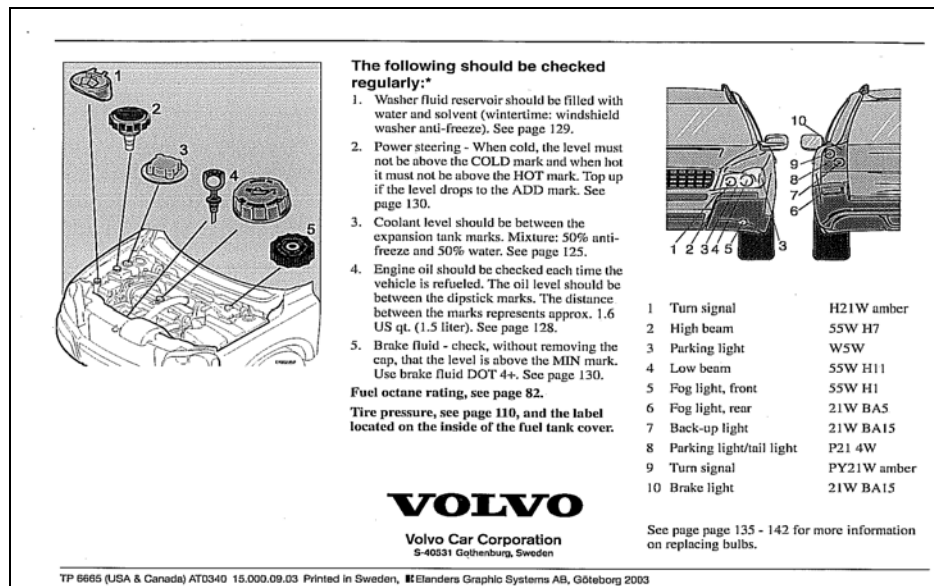 The following should be checked
regularly:*
1. Washer fluid reservoir should be filled with
water and solvent (wintertime: windshield
washer anti-freeze). See page 129.
2. Power steering - When cold, the level must
not be above the COLD mark and when hot
it must not be above the HOT mark. Top up
if the level drops to the ADD mark. See
page 130.
3. Coolant level should be between the
expansion tank marks. Mixture: 50% anti-
freeze and 50% water. See page 125.
4. Engine oil should be checked each time the
vehicle is refueled. The oil level should be
between the dipstick marks. The distance
between the marks represents approx. 1.6
US qt. (1.5 liter). See page 128.
5. Brake fluid - check, without removing the
cap, that the level is above the MIN mark.
Use brake fluid DOT 4+. See page 130.
Fuel octane rating, see page 82.
Tire pressure, see page 110, and the label
located on the inside of the fuel tank cover.
VOLVO
Volvo Car Corporation
S-40531 Gothenburg, Sweden
1
2
3
4
5
10
9
8
7
6
1 2 3 4 5 3
1 Turn signal H21W amber
2 High beam 55W H7
3 Parking light W5W
4 Low beam 55W H11
5 Fog light, front 55W H1
6 Fog light, rear 21W BA5
7 Back-up light 21W BA15
8 Parking light/tail light P21 4W
9 Turn signal PY21W amber
10 Brake light 21W BA15
See page page 135 - 142 for more information
on replacing bulbs.
TP 6665 (USA & Canada) AT0340 15.000.09.03 Printed in Sweden, Elanders Graphic Systems AB, Göteborg 2003